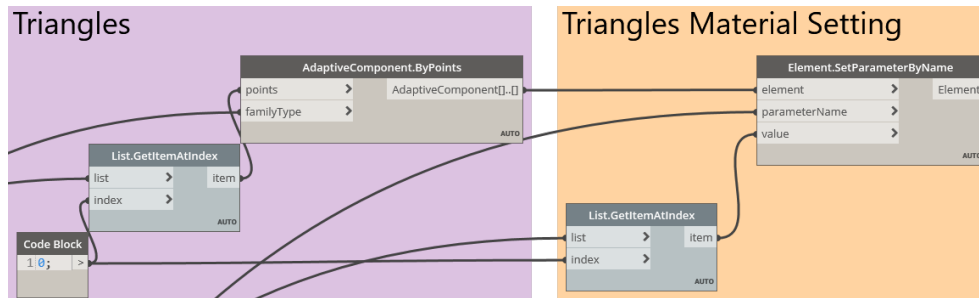 Triangles
Triangles Material Setting
AdaptiveComponent.ByPoints
points > AdaptiveComponent[]..[]
familyType >
AUTO
Element.SetParameterByName
element > Element
parameterName >
value >
AUTO
List.GetItemAtIndex
list > item
index >
AUTO
List.GetItemAtIndex
list > item
index >
AUTO
Code Block
1 0; >